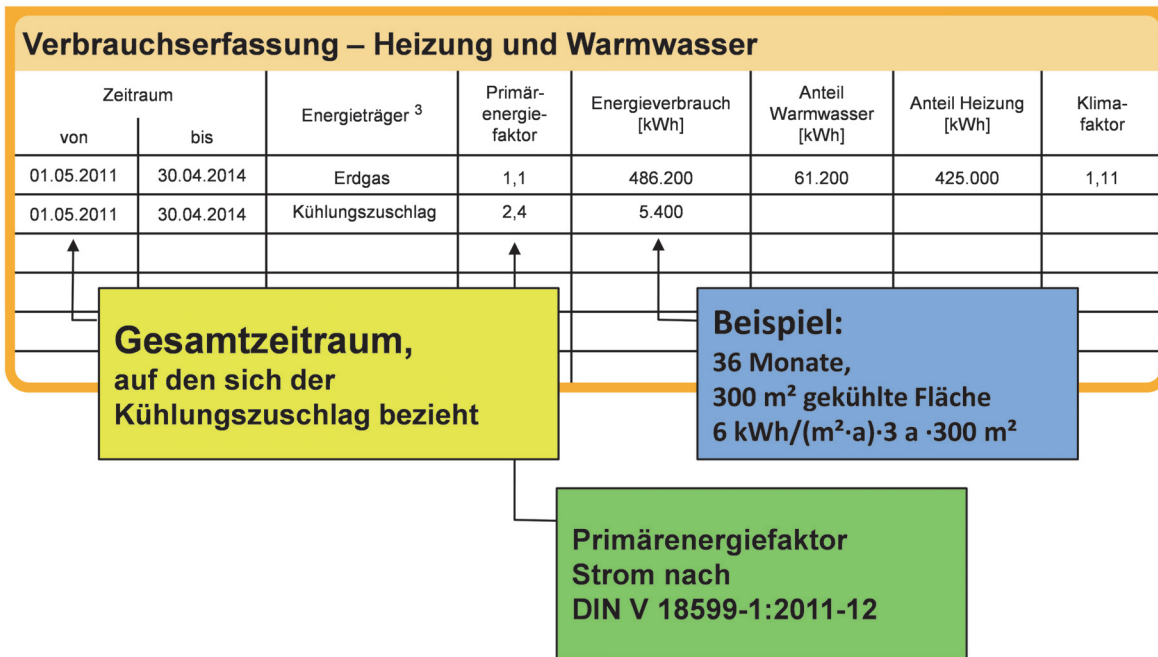 Verbrauchserfassung – Heizung und Warmwasser
Zeitraum
von bis
Energieträger ³
Primär-
energie-
faktor
Energieverbrauch
[kWh]
Anteil
Warmwasser
[kWh]
Anteil Heizung
[kWh]
Klima-
faktor
01.05.2011 30.04.2014 Erdgas 1,1 486.200 61.200 425.000 1,11
01.05.2011 30.04.2014 Kühlungszuschlag 2,4 5.400
Gesamtzeitraum,
auf den sich der
Kühlungszuschlag bezieht
Beispiel:
36 Monate,
300 m² gekühlte Fläche
6 kWh/(m²·a)·3 a ·300 m²
Primärenergiefaktor
Strom nach
DIN V 18599-1:2011-12